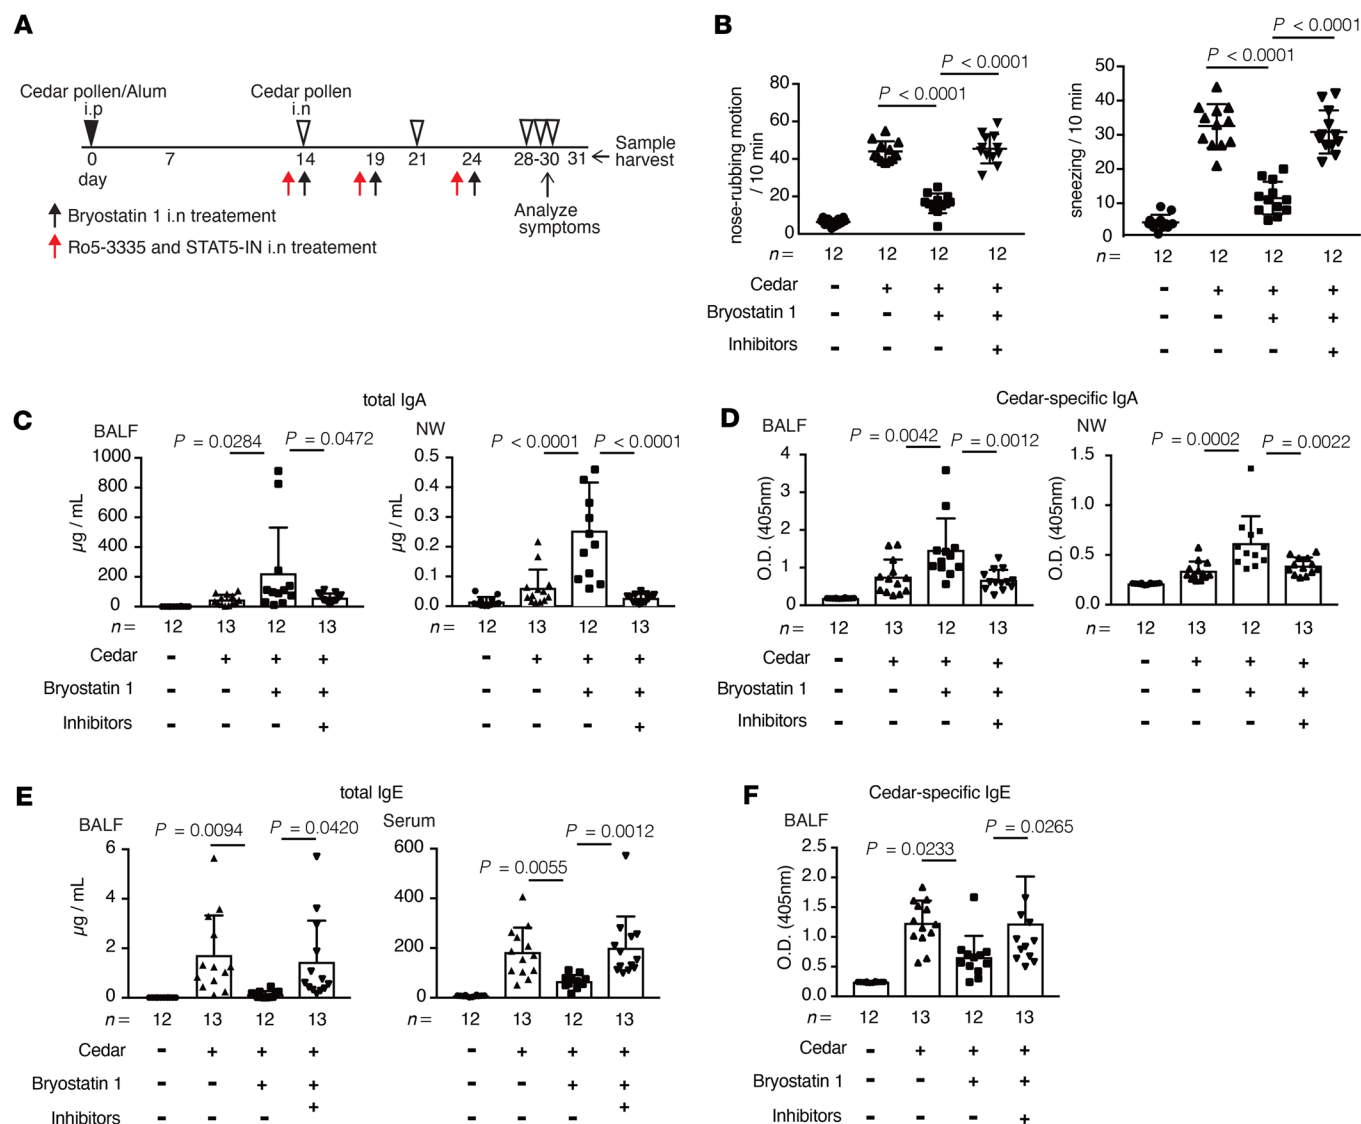 A
Cedar pollen/Alum
i.p
Cedar pollen
i.n
0 7 14 19 21 24 28-30 31
day
Sample
harvest
Analyze
symptoms
Bryostatin 1 i.n treatement
Ro5-3335 and STAT5-IN i.n treatment
B
P < 0.0001
P < 0.0001
nose-rubbing motion
/ 10 min
80
60
40
20
0
n= 12 12 12 12
Cedar - + + +
Bryostatin 1 - - + +
Inhibitors - - - +
P < 0.0001
P < 0.0001
sneezing / 10 min
50
40
30
20
10
0
n= 12 12 12 12
- + + +
- - + +
- - - +
C
total IgA
BALF
P = 0.0284
P = 0.0472
µg / mL
1000
800
600
400
200
0
n= 12 13 12 13
Cedar - + + +
Bryostatin 1 - - + +
Inhibitors - - - +
NW
P < 0.0001
P < 0.0001
µg / mL
0.5
0.4
0.3
0.2
0.1
0.0
n= 12 13 12 13
- + + +
- - + +
- - - +
D
Cedar-specific IgA
BALF
P = 0.0042
P = 0.0012
O.D. (405nm)
4
3
2
1
0
n= 12 13 12 13
Cedar - + + +
Bryostatin 1 - - + +
Inhibitors - - - +
NW
P = 0.0002
P = 0.0022
O.D. (405nm)
1.5
1.0
0.5
0.0
n= 12 13 12 13
- + + +
- - + +
- - - +
E
total IgE
BALF
P = 0.0094
P = 0.0420
µg / mL
6
4
2
0
n= 12 13 12 13
Cedar - + + +
Bryostatin 1 - - + +
Inhibitors - - - +
Serum
P = 0.0055
P = 0.0012
600
400
200
0
n= 12 13 12 13
- + + +
- - + +
- - - +
F
Cedar-specific IgE
BALF
P = 0.0233
P = 0.0265
O.D. (405nm)
2.5
2.0
1.5
1.0
0.5
0.0
n= 12 13 12 13
Cedar - + + +
Bryostatin 1 - - + +
Inhibitors - - - +